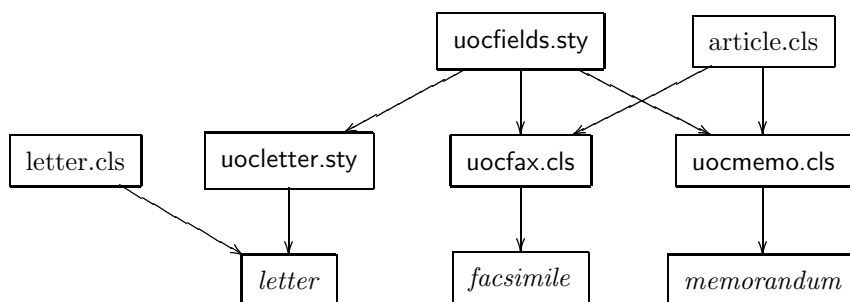 uocfields.sty
article.cls
letter.cls
uocletter.sty
uocfax.cls
uocmemo.cls
letter
facsimile
memorandum